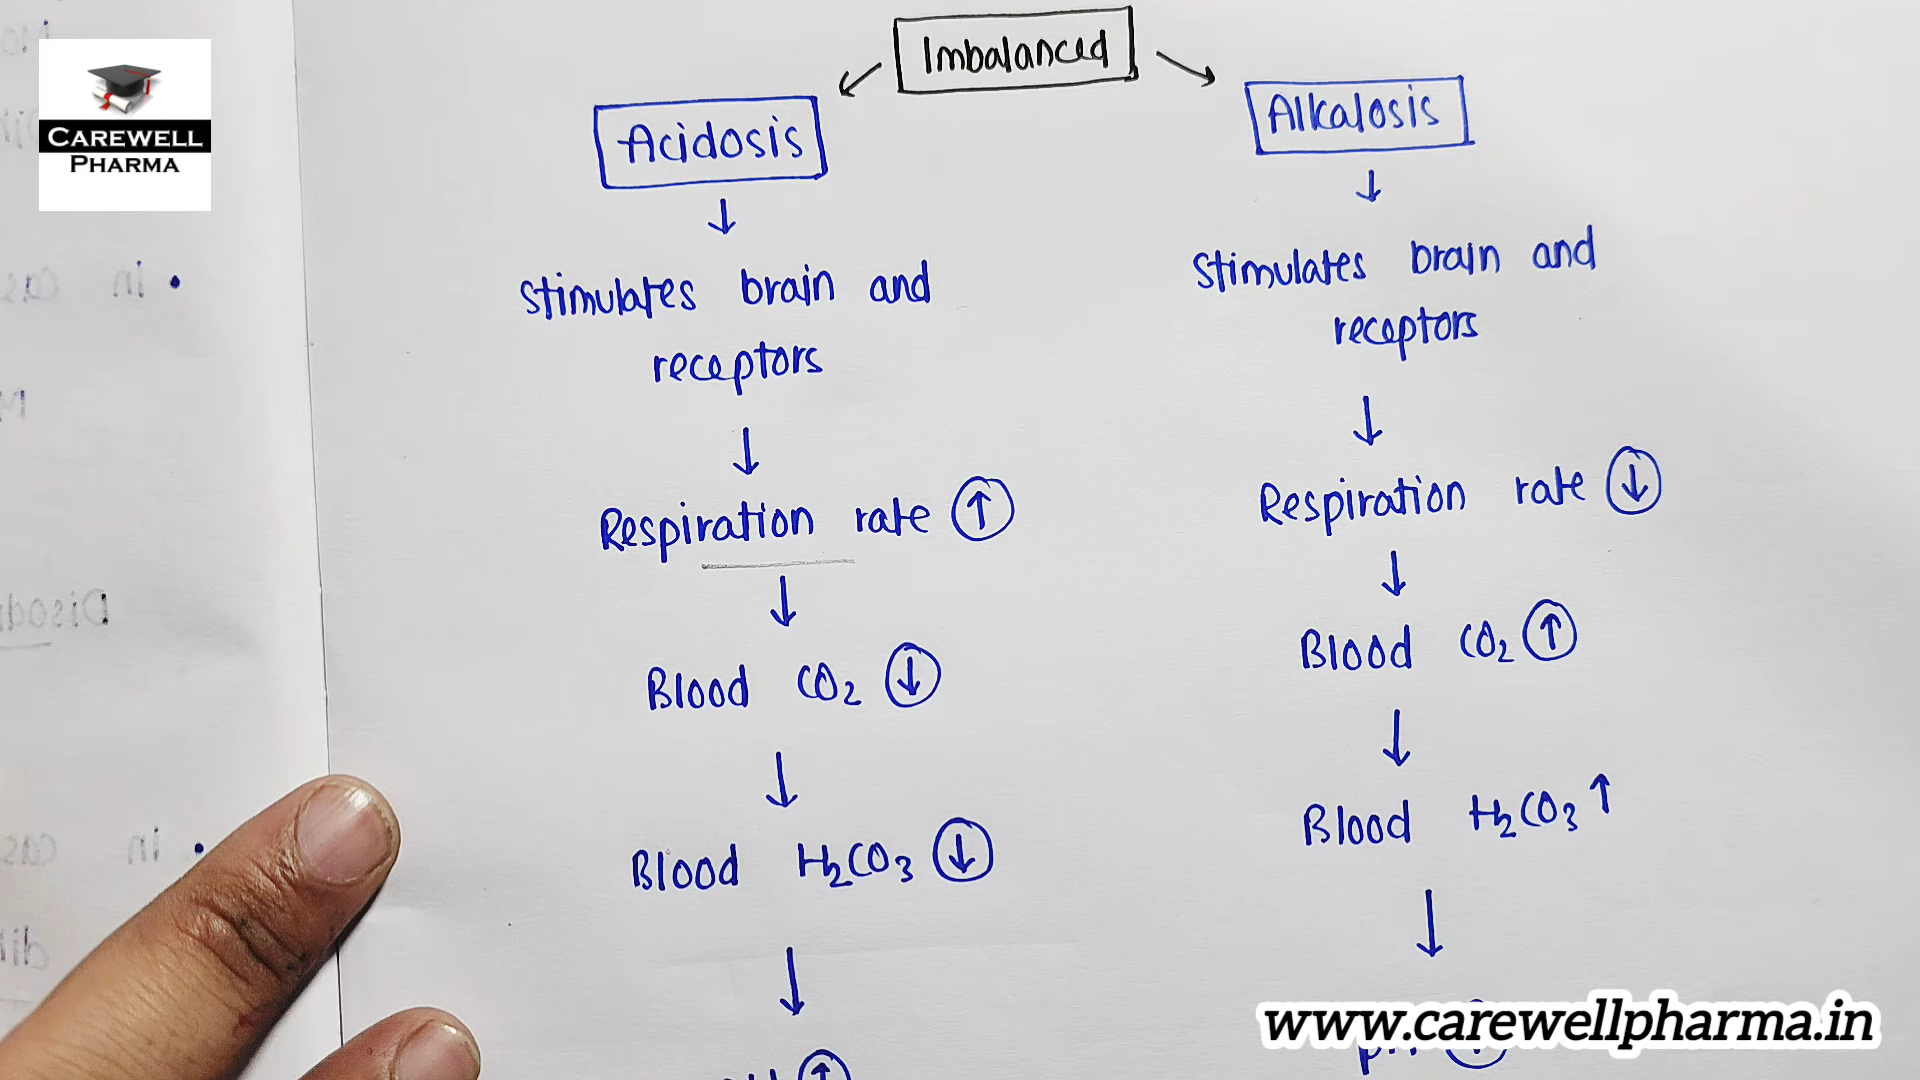 CAREWELL
PHARMA
Imbalanced
Acidosis
stimulates brain and
receptors
Respiration rate ↑
Blood CO₂ ↓
Blood H₂CO₃ ↓
Alkalosis
stimulates brain and
receptors
Respiration rate ↓
Blood CO₂ ↑
Blood H₂CO₃ ↑
www.carewellpharma.in